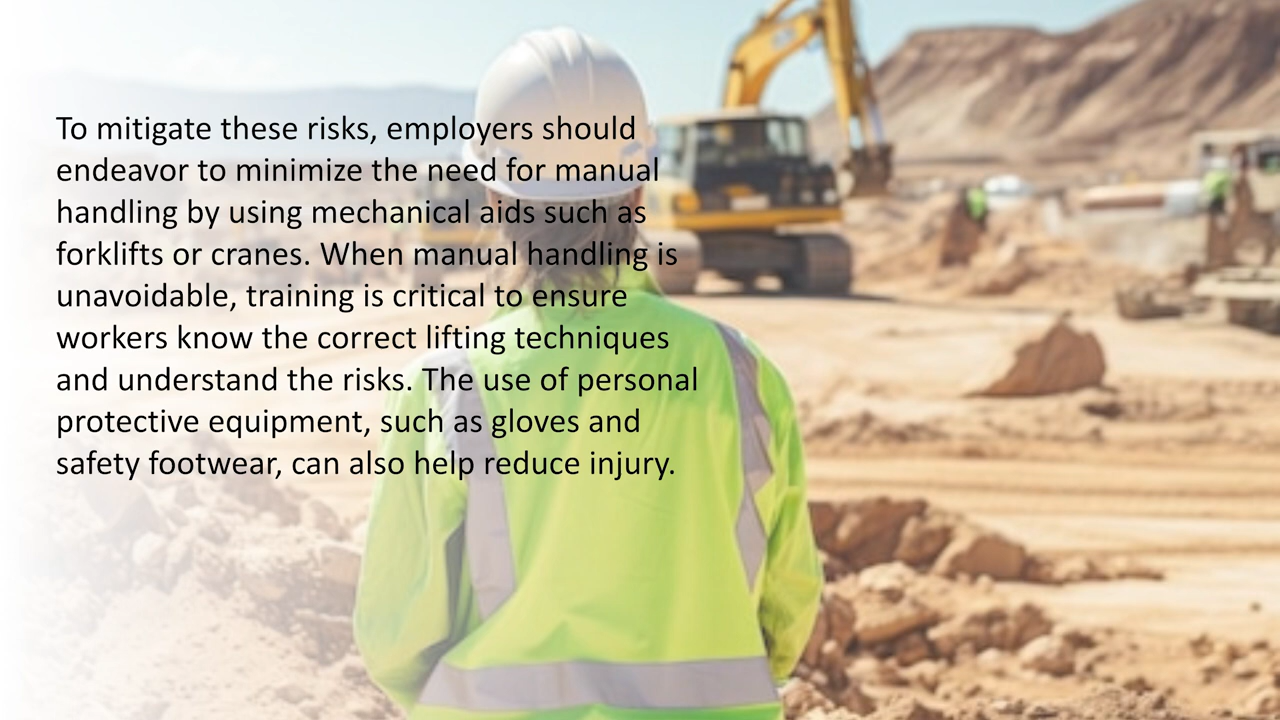 To mitigate these risks, employers should
endeavor to minimize the need for manual
handling by using mechanical aids such as
forklifts or cranes. When manual handling is
unavoidable, training is critical to ensure
workers know the correct lifting techniques
and understand the risks. The use of personal
protective equipment, such as gloves and
safety footwear, can also help reduce injury.